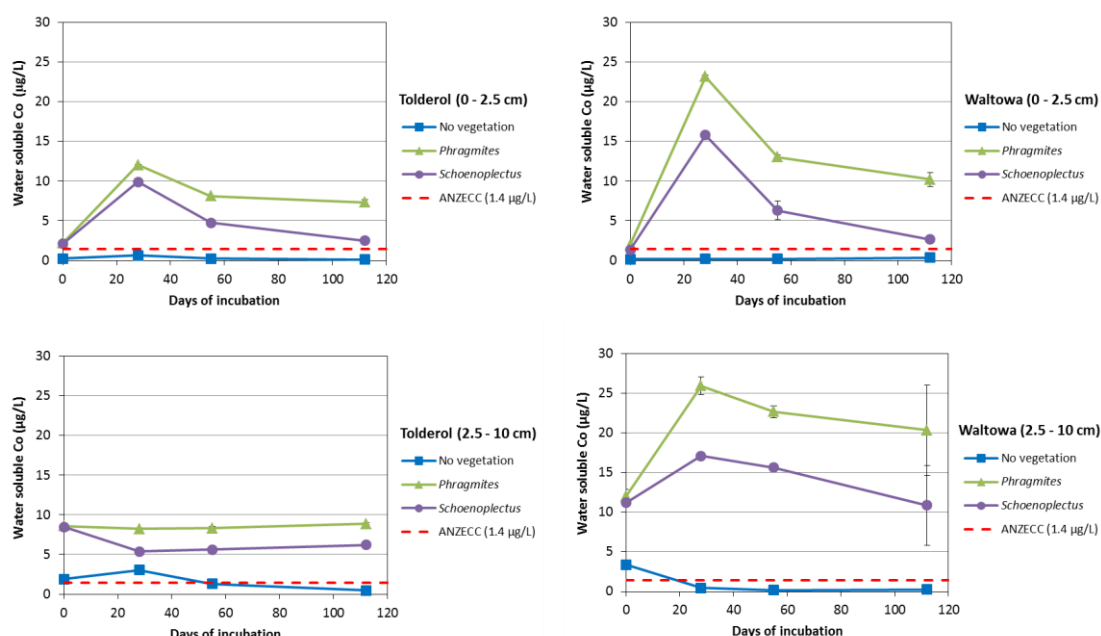 30
25
20
15
10
5
0
Water soluble Co (µg/L)
0 20 40 60 80 100 120
Days of incubation
Tolderol (0 - 2.5 cm)
No vegetation
Phragmites
Schoenoplectus
ANZECC (1.4 µg/L)
30
25
20
15
10
5
0
Water soluble Co (µg/L)
0 20 40 60 80 100 120
Days of incubation
Waltowa (0 - 2.5 cm)
No vegetation
Phragmites
Schoenoplectus
ANZECC (1.4 µg/L)
30
25
20
15
10
5
0
Water soluble Co (µg/L)
0 20 40 60 80 100 120
Days of incubation
Tolderol (2.5 - 10 cm)
No vegetation
Phragmites
Schoenoplectus
ANZECC (1.4 µg/L)
30
25
20
15
10
5
0
Water soluble Co (µg/L)
0 20 40 60 80 100 120
Days of incubation
Waltowa (2.5 - 10 cm)
No vegetation
Phragmites
Schoenoplectus
ANZECC (1.4 µg/L)